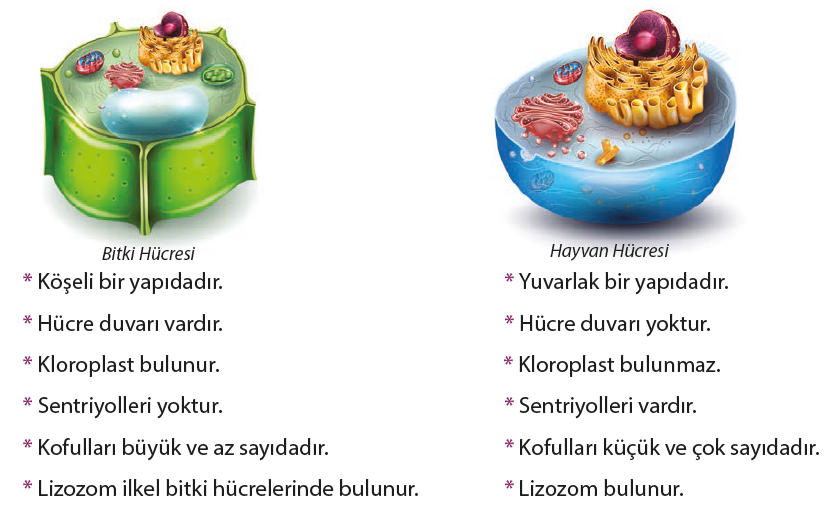 Bitki Hücresi
* Köşeli bir yapıdadır.
* Hücre duvarı vardır.
* Kloroplast bulunur.
* Sentriyolleri yoktur.
* Kofulları büyük ve az sayıdadır.
* Lizozom ilkel bitki hücrelerinde bulunur.
Hayvan Hücresi
* Yuvarlak bir yapıdadır.
* Hücre duvarı yoktur.
* Kloroplast bulunmaz.
* Sentriyolleri vardır.
* Kofulları küçük ve çok sayıdadır.
* Lizozom bulunur.